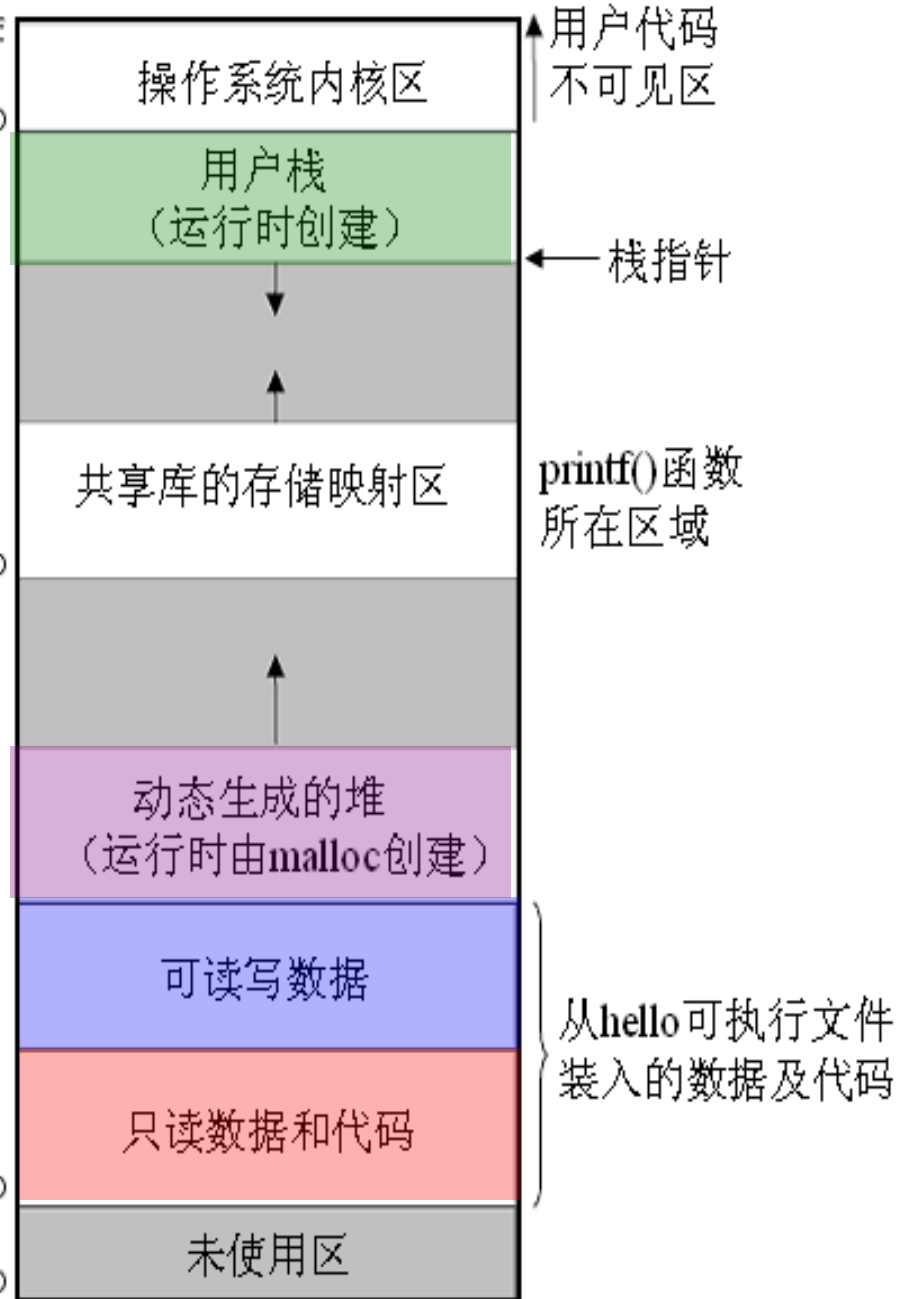 操作系统内核区
用户代码
不可见区
用户栈
（运行时创建）
栈指针
共享库的存储映射区
printf()函数
所在区域
动态生成的堆
（运行时由malloc创建）
可读写数据
从hello可执行文件
装入的数据及代码
只读数据和代码
未使用区